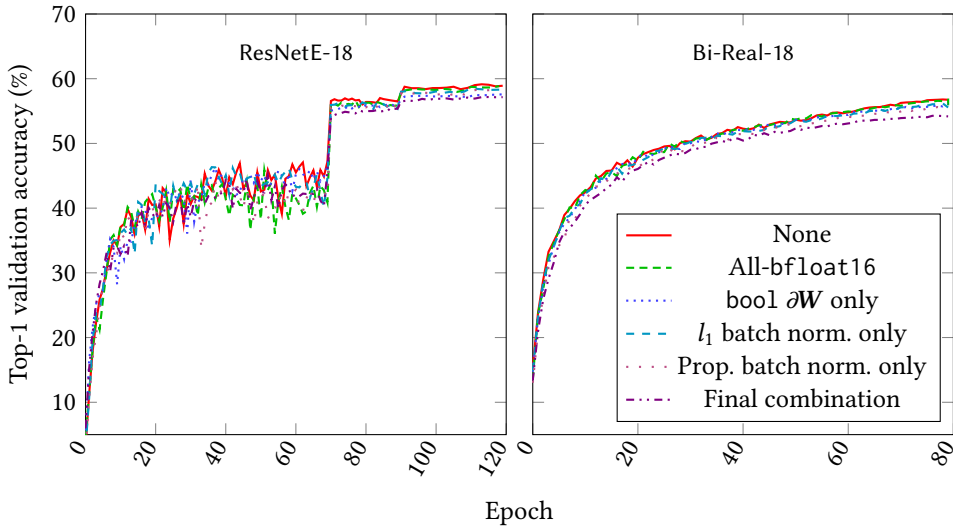 70
60
50
40
30
20
10
Top-1 validation accuracy (%)
ResNetE-18
Bi-Real-18
None
All-bfloat16
bool ∂W only
l₁ batch norm. only
Prop. batch norm. only
Final combination
0
20
40
60
80
100
120
0
20
40
60
80
Epoch